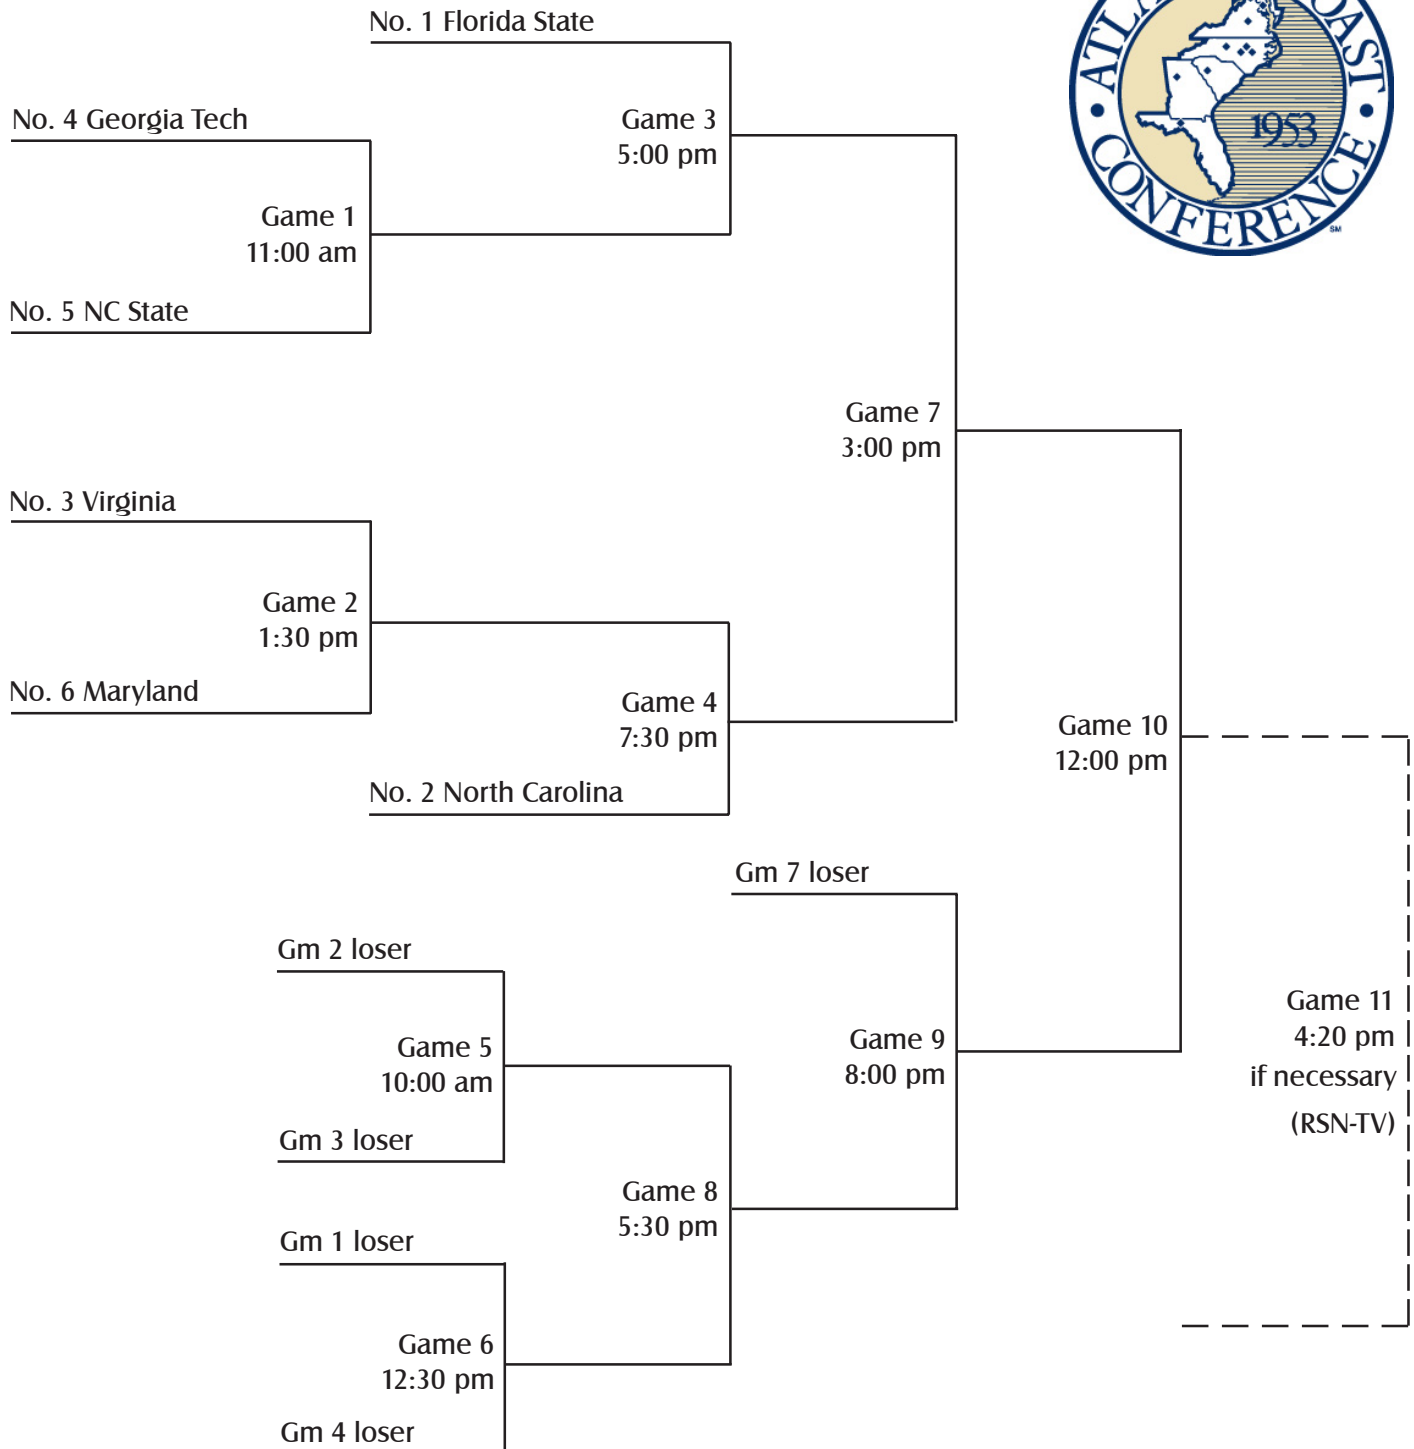 No. 1 Florida State
ATLA
OAST
CONFERENCE
1953
SM
No. 4 Georgia Tech
Game 3
5:00 pm
Game 1
11:00 am
No. 5 NC State
Game 7
3:00 pm
No. 3 Virginia
Game 2
1:30 pm
No. 6 Maryland
Game 4
7:30 pm
Game 10
12:00 pm
No. 2 North Carolina
Gm 7 loser
Gm 2 loser
Game 11
4:20 pm
if necessary
(RSN-TV)
Game 5
10:00 am
Game 9
8:00 pm
Gm 3 loser
Game 8
5:30 pm
Gm 1 loser
Game 6
12:30 pm
Gm 4 loser